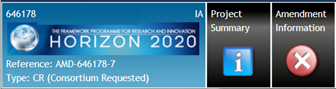 646178 IA
THE FRAMEWORK PROGRAMME FOR RESEARCH AND INNOVATION
HORIZON 2020
Reference: AMD-646178-7
Type: CR (Consortium Requested)
Project
Summary
i
Amendment
Information